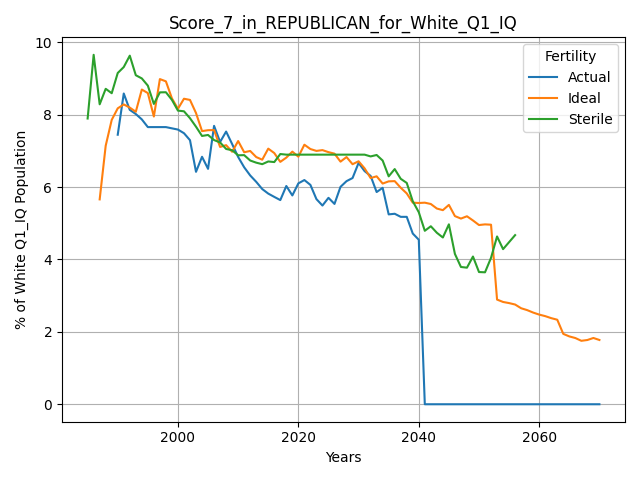 Score_7_in_REPUBLICAN_for_White_Q1_IQ
% of White Q1_IQ Population
10
8
6
4
2
0
Fertility
Actual
Ideal
Sterile
2000
2020
2040
2060
Years